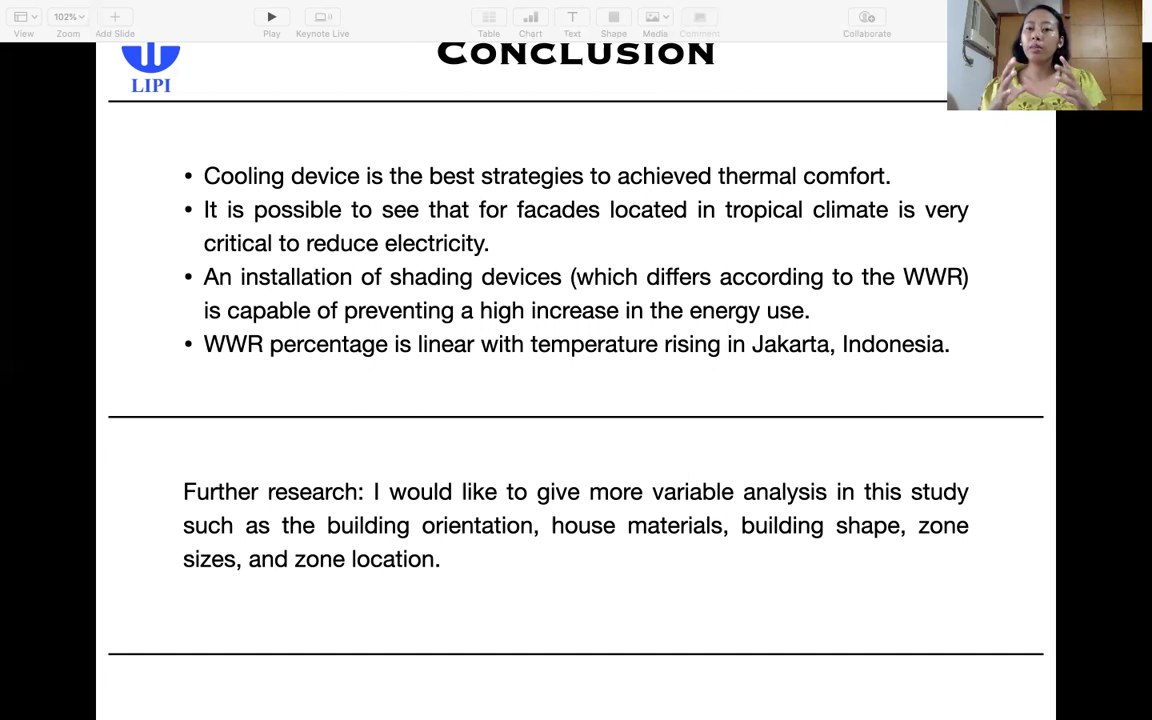 102%
View
Zoom
Add Slide
Play
Keynote Live
Table
Chart
Text
Shape
Media
Comment
Collaborate
CONCLUSION
LIPI
• Cooling device is the best strategies to achieved thermal comfort.
• It is possible to see that for facades located in tropical climate is very
critical to reduce electricity.
• An installation of shading devices (which differs according to the WWR)
is capable of preventing a high increase in the energy use.
• WWR percentage is linear with temperature rising in Jakarta, Indonesia.
Further research: I would like to give more variable analysis in this study
such as the building orientation, house materials, building shape, zone
sizes, and zone location.